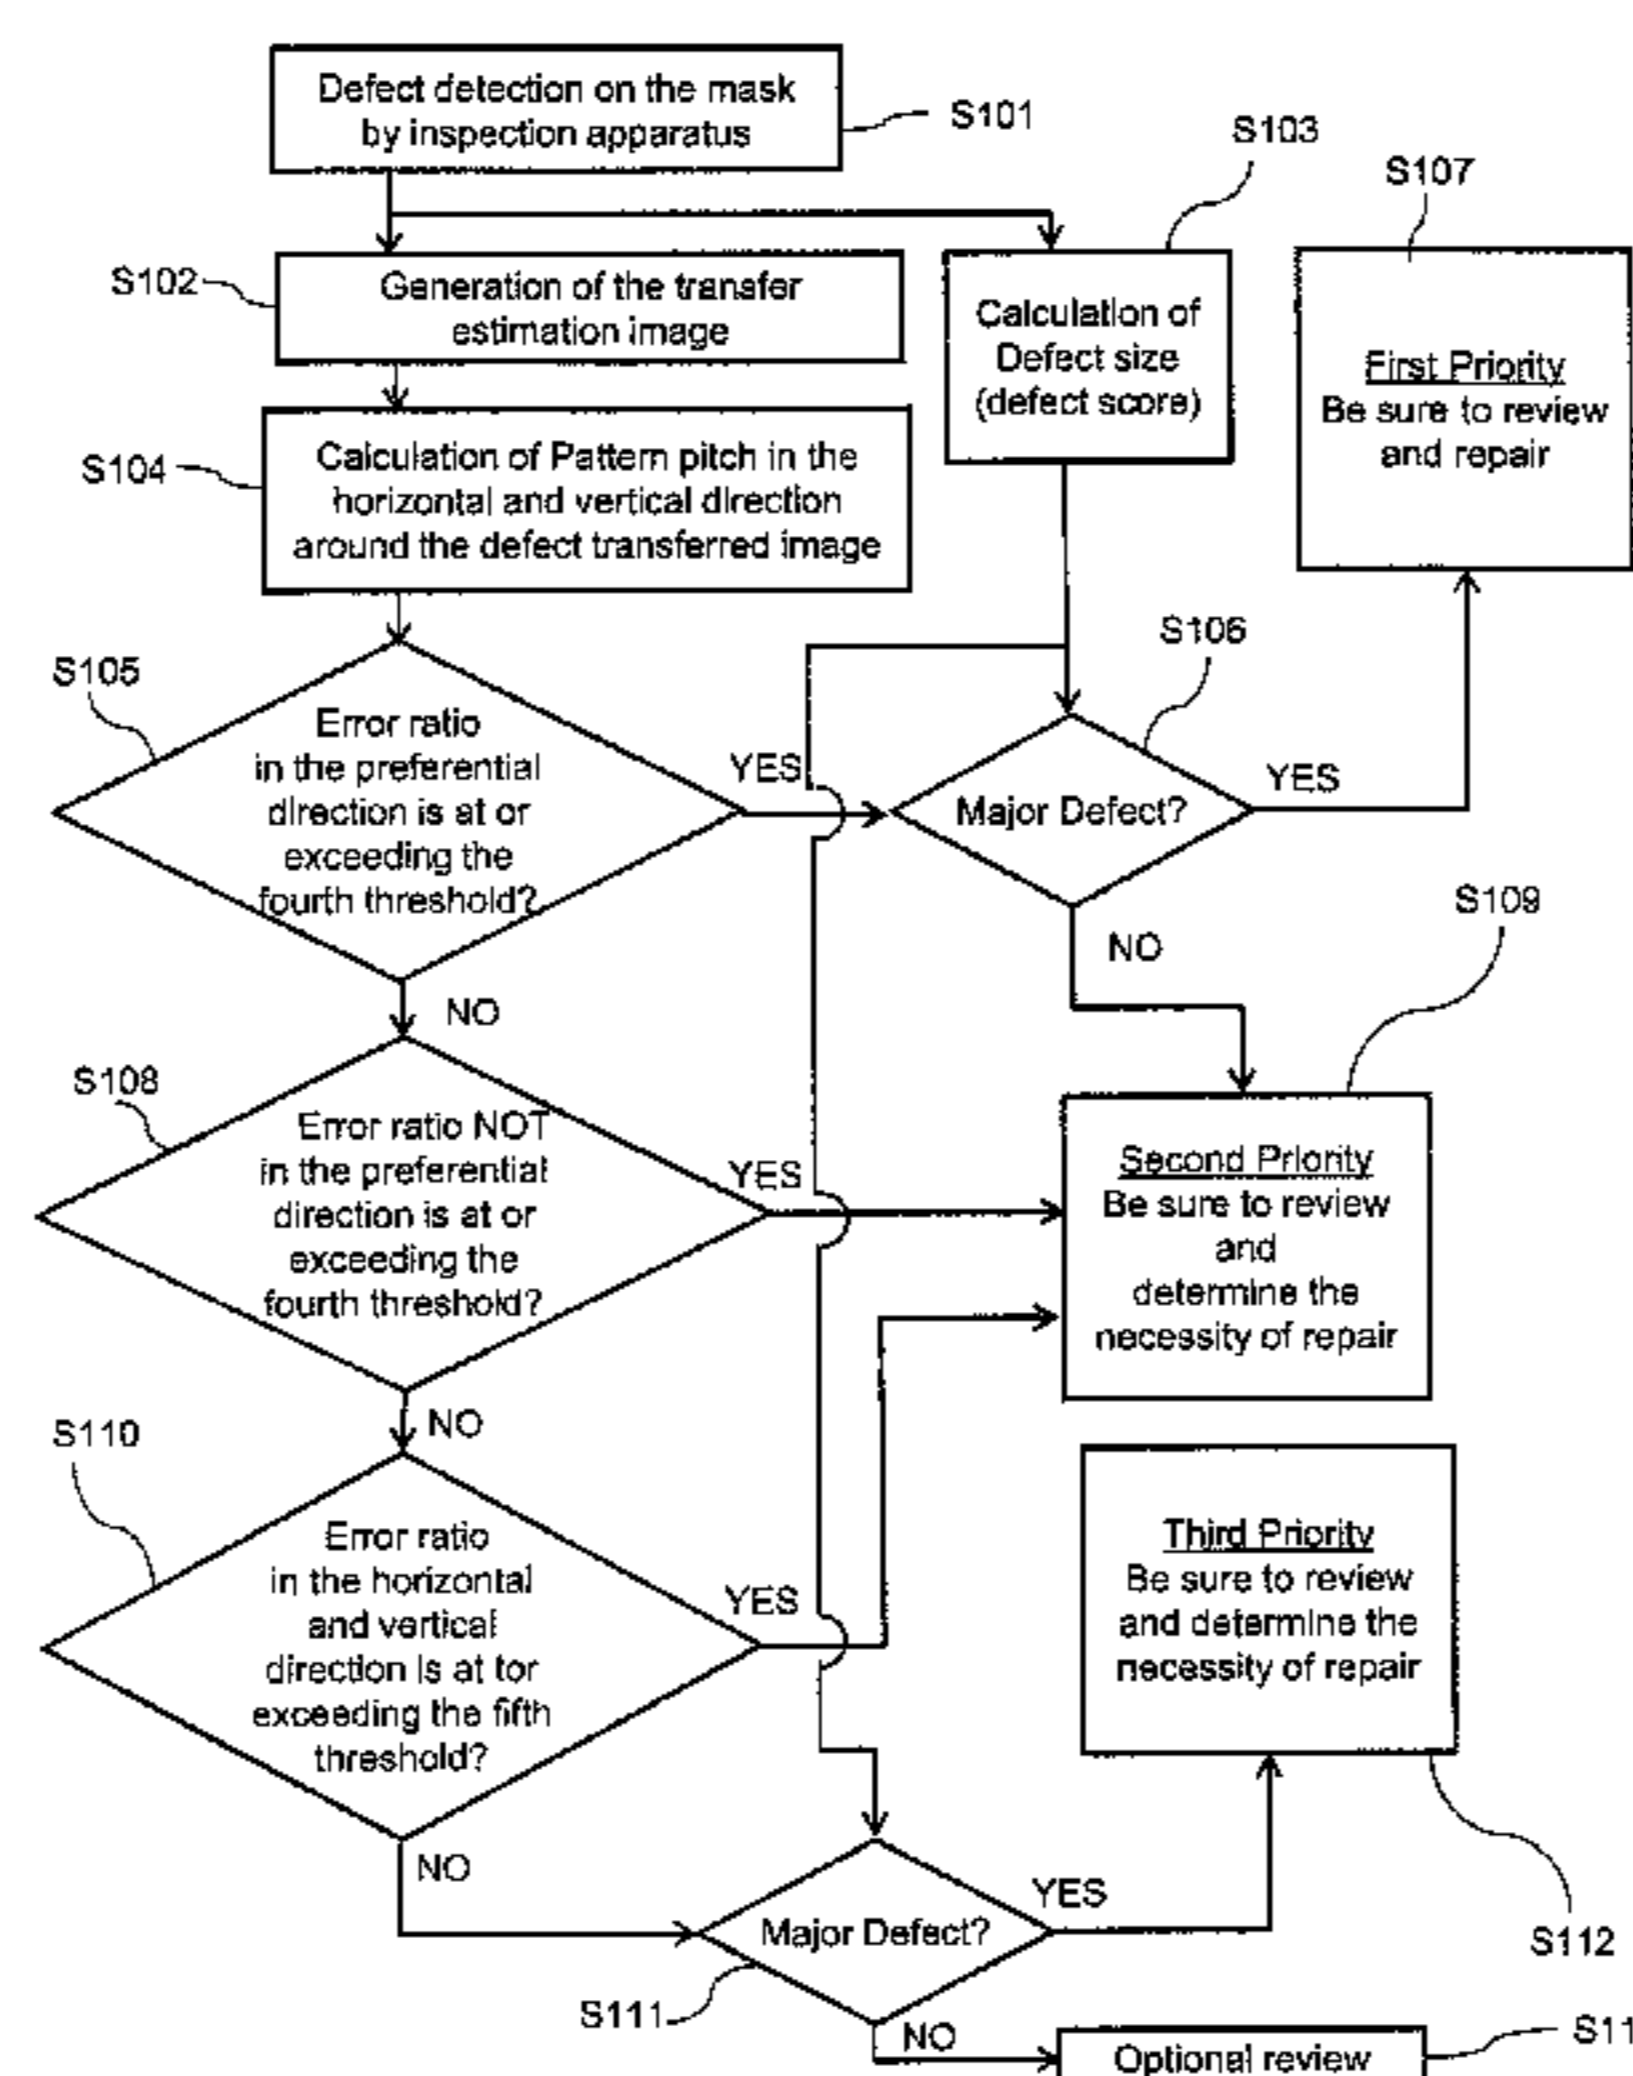 Defect detection on the mask
by inspection apparatus
S101
S103
S107
S102
Generation of the transfer
estimation image
Calculation of
Defect size
(defect score)
First Priority
Be sure to review
and repair
S104
Calculation of Pattern pitch in the
horizontal and vertical direction
around the defect transferred image
S106
S105
Error ratio
in the preferential
direction is at or
exceeding the
fourth threshold?
YES
Major Defect?
YES
NO
NO
S109
S108
Error ratio NOT
in the preferential
direction is at or
exceeding the
fourth threshold?
YES
Second Priority
Be sure to review
and
determine the
necessity of repair
NO
S110
Error ratio
in the horizontal
and vertical
direction is at tor
exceeding the fifth
threshold?
YES
Third Priority
Be sure to review
and determine the
necessity of repair
NO
Major Defect?
YES
S112
S111
NO
Optional review
S11